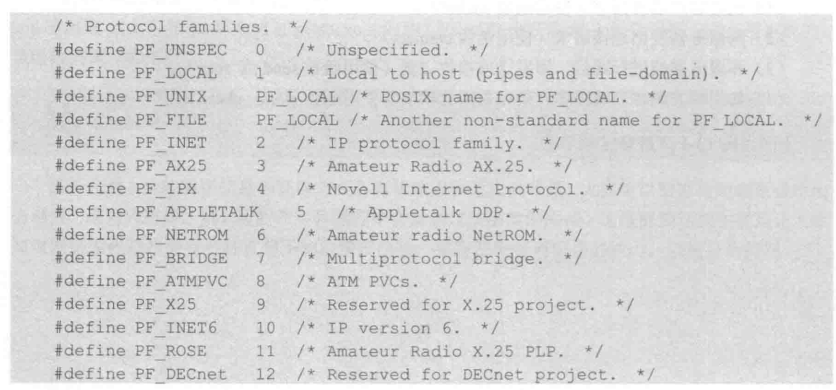 /* Protocol families.  */
#define PF_UNSPEC   0   /* Unspecified.  */
#define PF_LOCAL    1   /* Local to host (pipes and file-domain).  */
#define PF_UNIX     PF_LOCAL /* POSIX name for PF_LOCAL.  */
#define PF_FILE     PF_LOCAL /* Another non-standard name for PF_LOCAL.  */
#define PF_INET     2   /* IP protocol family.  */
#define PF_AX25     3   /* Amateur Radio AX.25.  */
#define PF_IPX      4   /* Novell Internet Protocol.  */
#define PF_APPLETALK    5   /* Appletalk DDP.  */
#define PF_NETROM   6   /* Amateur radio NetROM.  */
#define PF_BRIDGE   7   /* Multiprotocol bridge.  */
#define PF_ATMPVC   8   /* ATM PVCs.  */
#define PF_X25      9   /* Reserved for X.25 project.  */
#define PF_INET6    10  /* IP version 6.  */
#define PF_ROSE     11  /* Amateur Radio X.25 PLP.  */
#define PF_DECnet   12  /* Reserved for DECnet project.  */